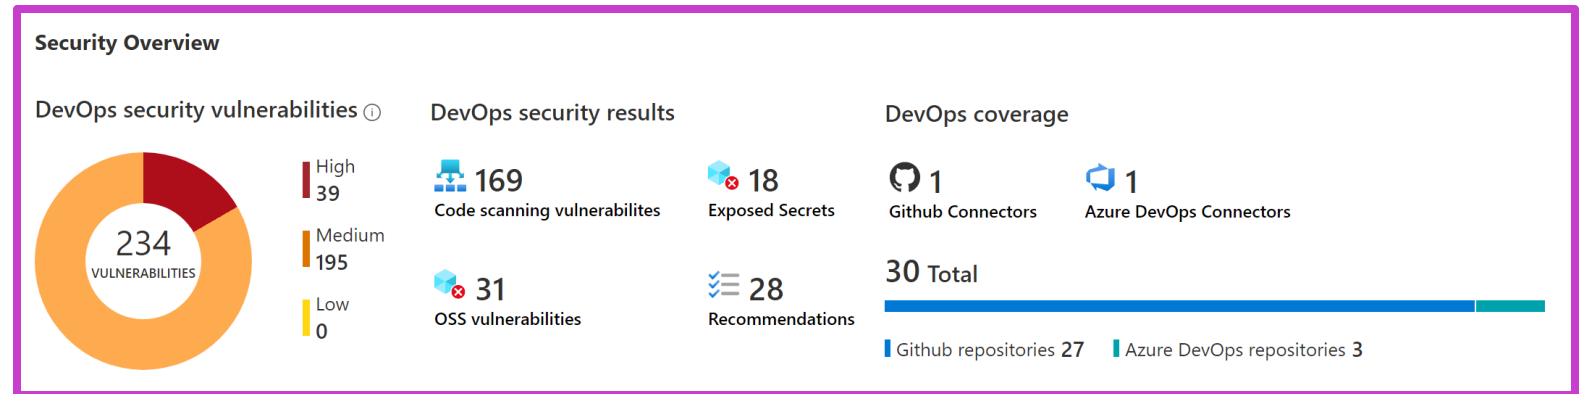 Security Overview
DevOps security vulnerabilities
234
VULNERABILITIES
High
39
Medium
195
Low
0
DevOps security results
169
Code scanning vulnerabilites
18
Exposed Secrets
31
OSS vulnerabilities
28
Recommendations
DevOps coverage
1
Github Connectors
1
Azure DevOps Connectors
30 Total
Github repositories 27
Azure DevOps repositories 3